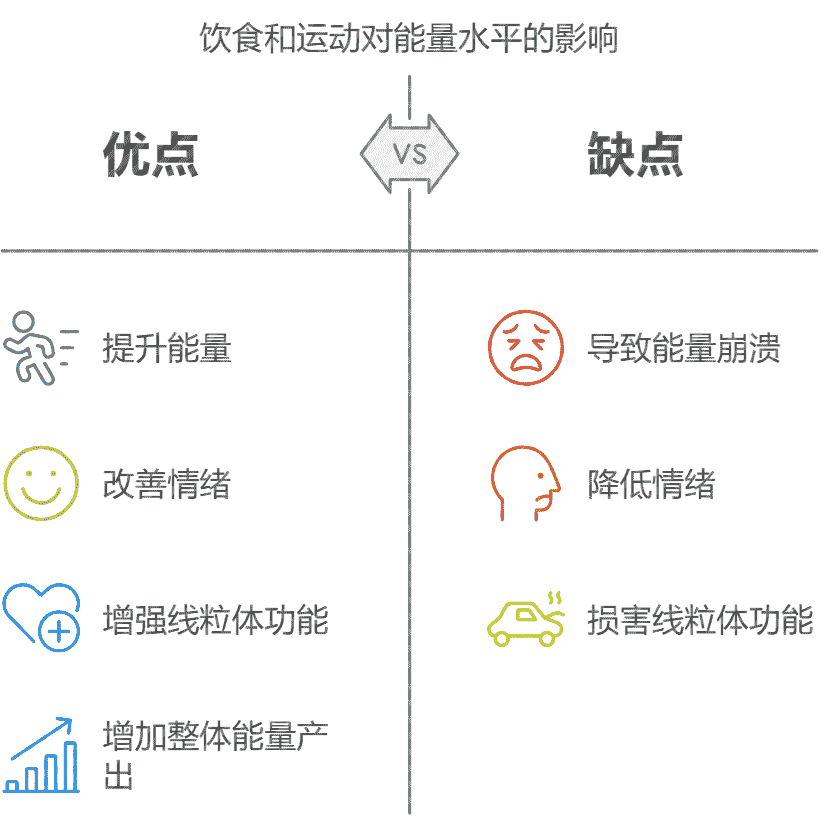 饮食和运动对能量水平的影响
优点
VS
缺点
提升能量
导致能量崩溃
改善情绪
降低情绪
增强线粒体功能
损害线粒体功能
增加整体能量产
出